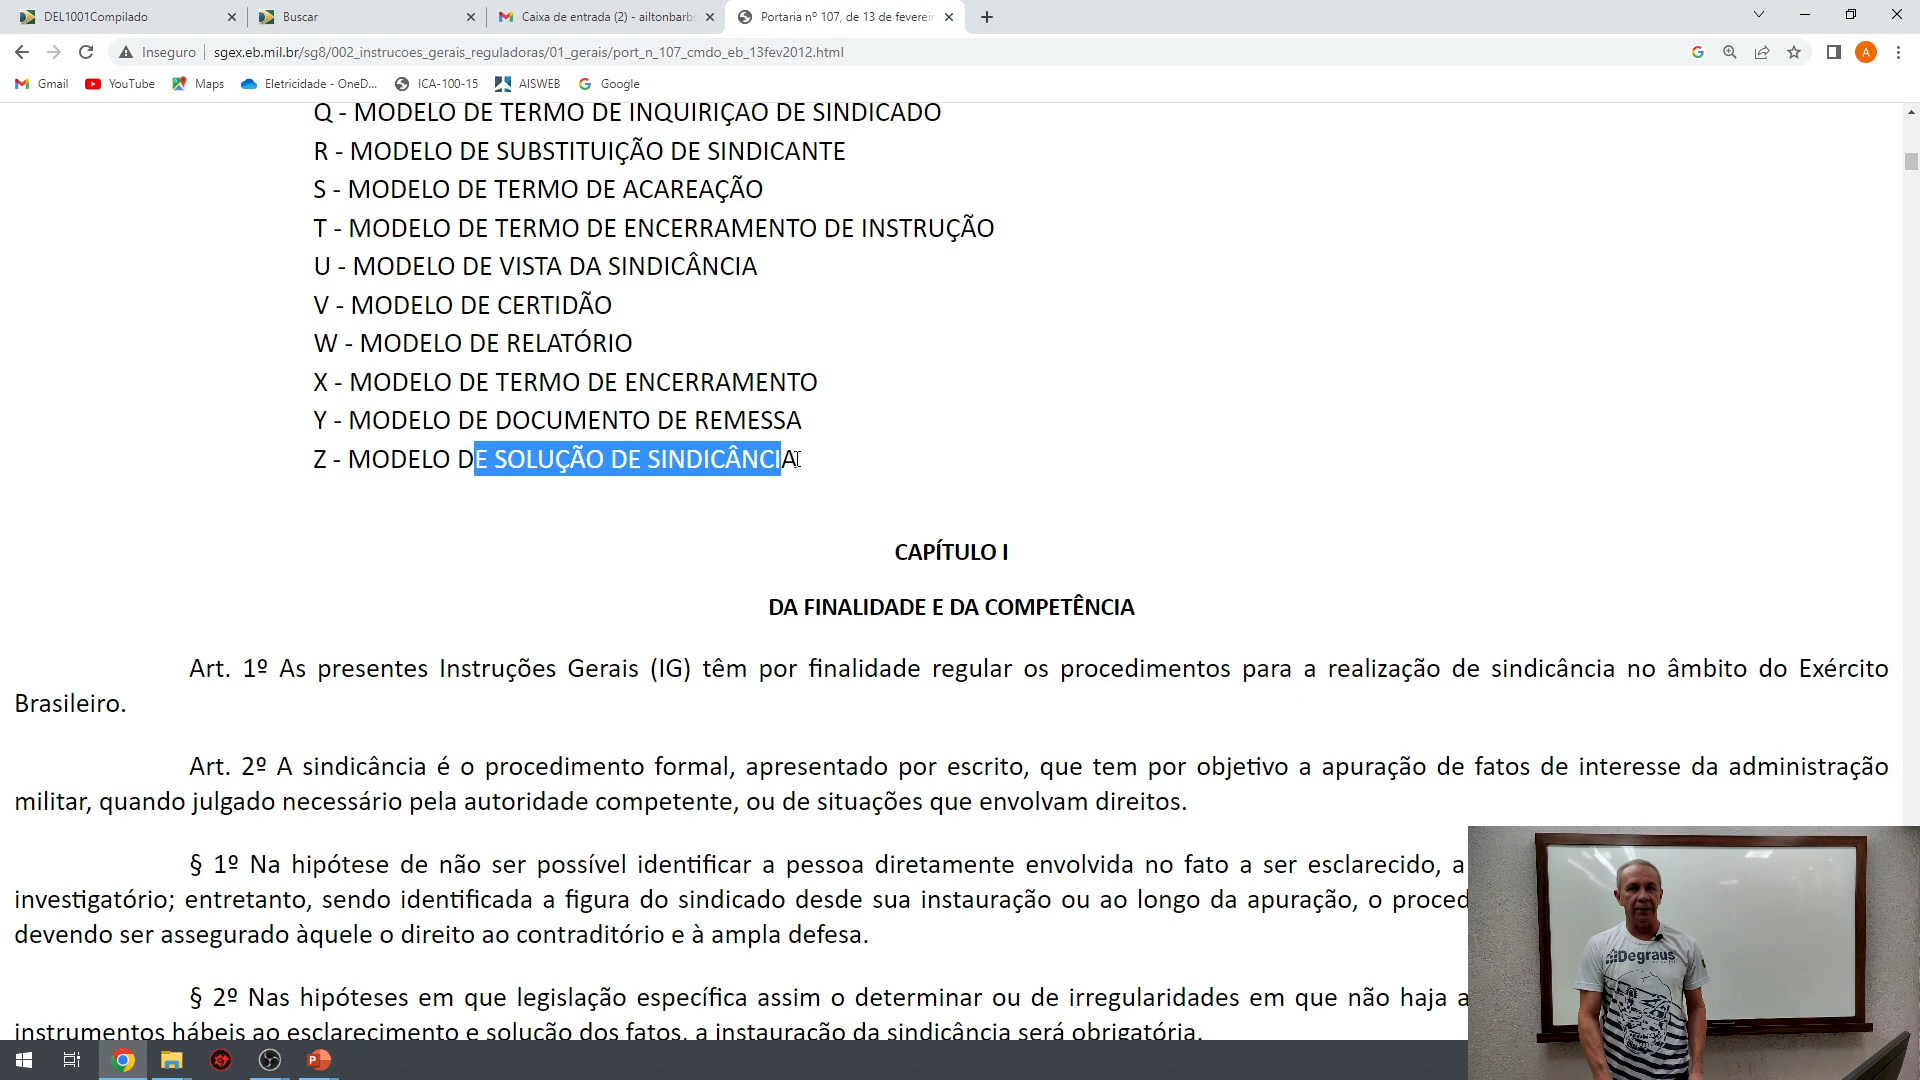 DEL1001Compilado
Buscar
Caixa de entrada (2) - ailtonbarb
Portaria nº 107, de 13 de feverei
Inseguro
sgex.eb.mil.br/sg8/002_instrucoes_gerais_reguladoras/01_gerais/port_n_107_cmdo_eb_13fev2012.html
A
Gmail
YouTube
Maps
Eletricidade - OneD...
ICA-100-15
AISWEB
Google
Q - MODELO DE TERMO DE INQUIRIÇÃO DE SINDICADO
R - MODELO DE SUBSTITUIÇÃO DE SINDICANTE
S - MODELO DE TERMO DE ACAREAÇÃO
T - MODELO DE TERMO DE ENCERRAMENTO DE INSTRUÇÃO
U - MODELO DE VISTA DA SINDICÂNCIA
V - MODELO DE CERTIDÃO
W - MODELO DE RELATÓRIO
X - MODELO DE TERMO DE ENCERRAMENTO
Y - MODELO DE DOCUMENTO DE REMESSA
Z - MODELO DE SOLUÇÃO DE SINDICÂNCIA
CAPÍTULO I
DA FINALIDADE E DA COMPETÊNCIA
Art. 1º As presentes Instruções Gerais (IG) têm por finalidade regular os procedimentos para a realização de sindicância no âmbito do Exército
Brasileiro.
Art. 2º A sindicância é o procedimento formal, apresentado por escrito, que tem por objetivo a apuração de fatos de interesse da administração
militar, quando julgado necessário pela autoridade competente, ou de situações que envolvam direitos.
§ 1º Na hipótese de não ser possível identificar a pessoa diretamente envolvida no fato a ser esclarecido, a
investigatório; entretanto, sendo identificada a figura do sindicado desde sua instauração ou ao longo da apuração, o proced
devendo ser assegurado àquele o direito ao contraditório e à ampla defesa.
§ 2º Nas hipóteses em que legislação específica assim o determinar ou de irregularidades em que não haja a
instrumentos hábeis ao esclarecimento e solução dos fatos, a instauração da sindicância será obrigatória.
Degraus